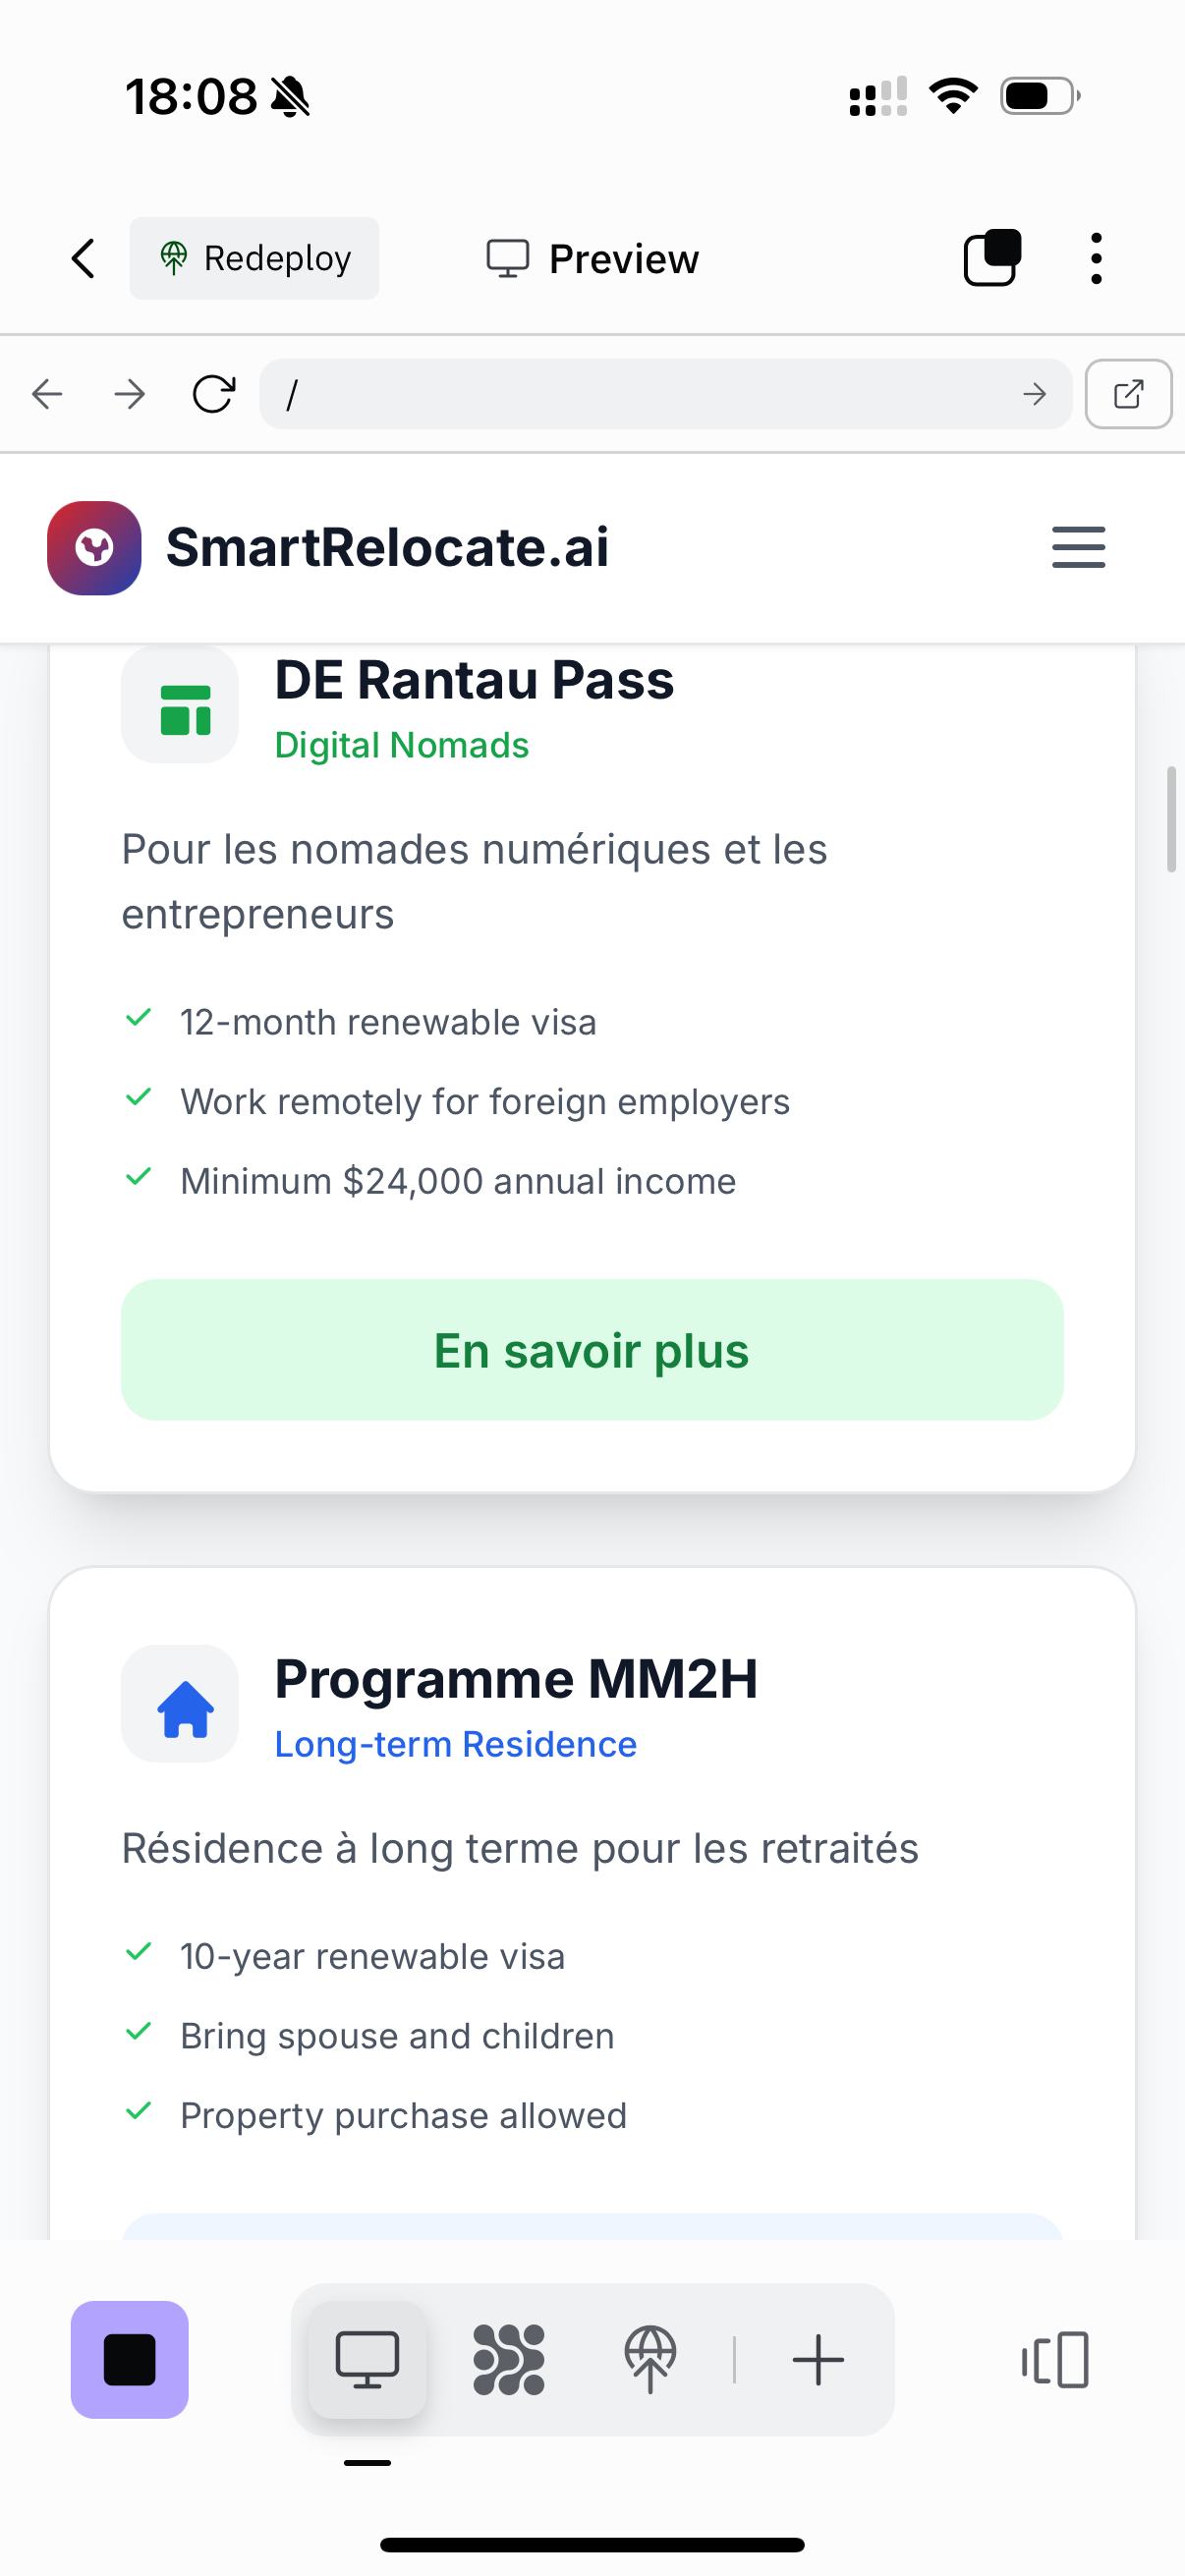 18:08
Redeploy
Preview
/
SmartRelocate.ai
DE Rantau Pass
Digital Nomads
Pour les nomades numériques et les
entrepreneurs
12-month renewable visa
Work remotely for foreign employers
Minimum $24,000 annual income
En savoir plus
Programme MM2H
Long-term Residence
Résidence à long terme pour les retraités
10-year renewable visa
Bring spouse and children
Property purchase allowed